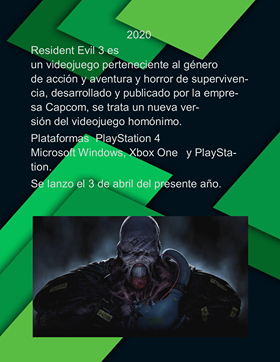 2020
Resident Evil 3 es
un videojuego perteneciente al género
de acción y aventura y horror de superviven-
cia, desarrollado y publicado por la empre-
sa Capcom, se trata un nueva ver-
sión del videojuego homónimo.
Plataformas  PlayStation 4
Microsoft Windows, Xbox One   y PlaySta-
tion.
Se lanzo el 3 de abril del presente año.